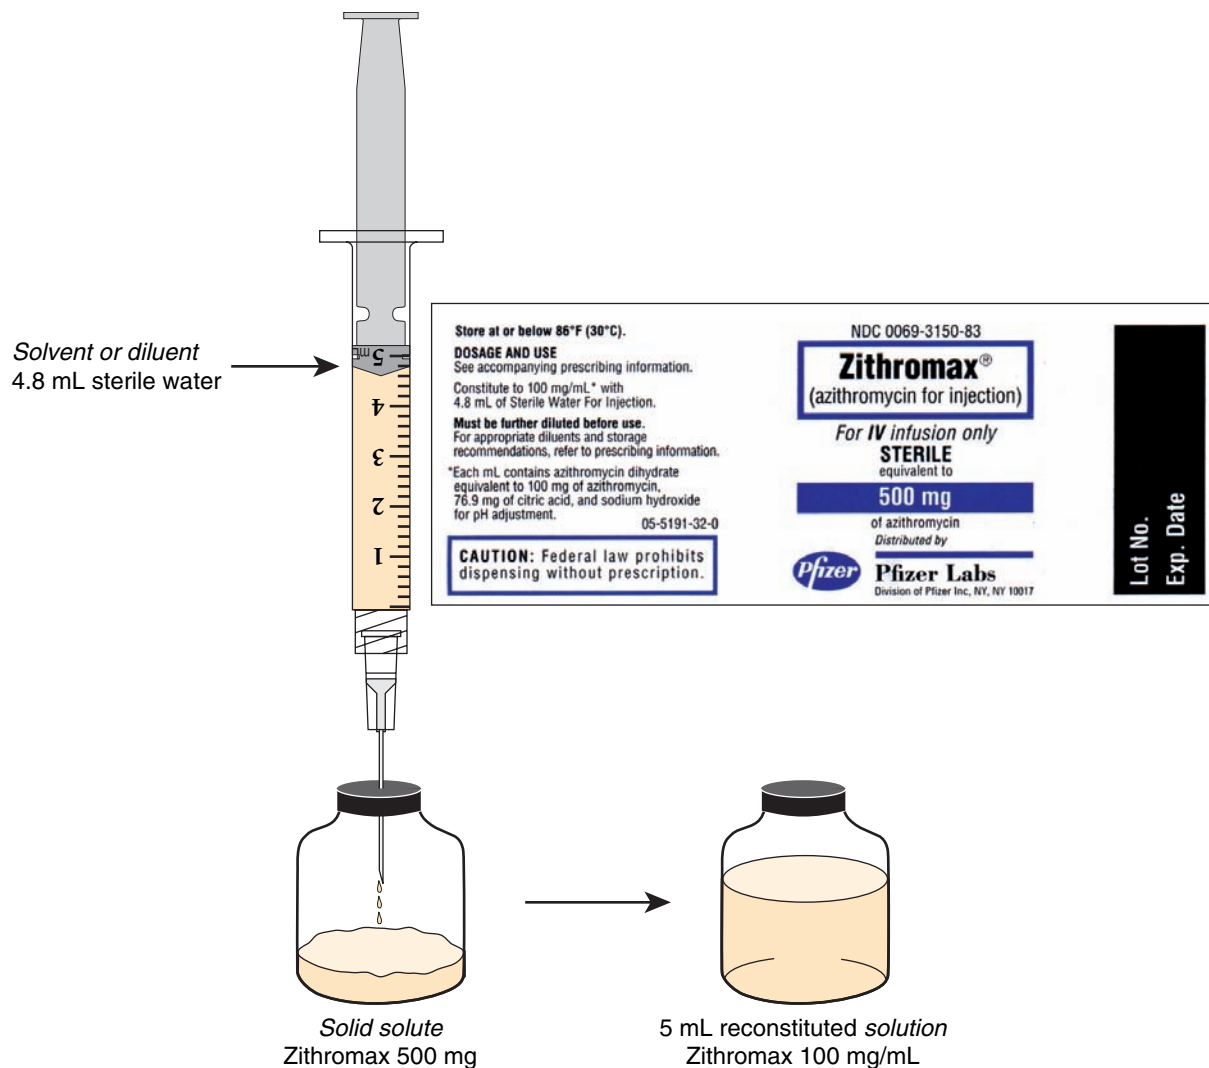 Solvent or diluent
4.8 mL sterile water
mL
5
4
3
2
1
Store at or below 86°F (30°C).
DOSAGE AND USE
See accompanying prescribing information.
Constitute to 100 mg/mL* with
4.8 mL of Sterile Water For Injection.
Must be further diluted before use.
For appropriate diluents and storage
recommendations, refer to prescribing information.
*Each mL contains azithromycin dihydrate
equivalent to 100 mg of azithromycin,
76.9 mg of citric acid, and sodium hydroxide
for pH adjustment.
05-5191-32-0
CAUTION: Federal law prohibits
dispensing without prescription.
NDC 0069-3150-83
Zithromax®
(azithromycin for injection)
For IV infusion only
STERILE
equivalent to
500 mg
of azithromycin
Distributed by
Pfizer
Pfizer Labs
Division of Pfizer Inc, NY, NY 10017
Lot No.
Exp. Date
Solid solute
Zithromax 500 mg
5 mL reconstituted solution
Zithromax 100 mg/mL